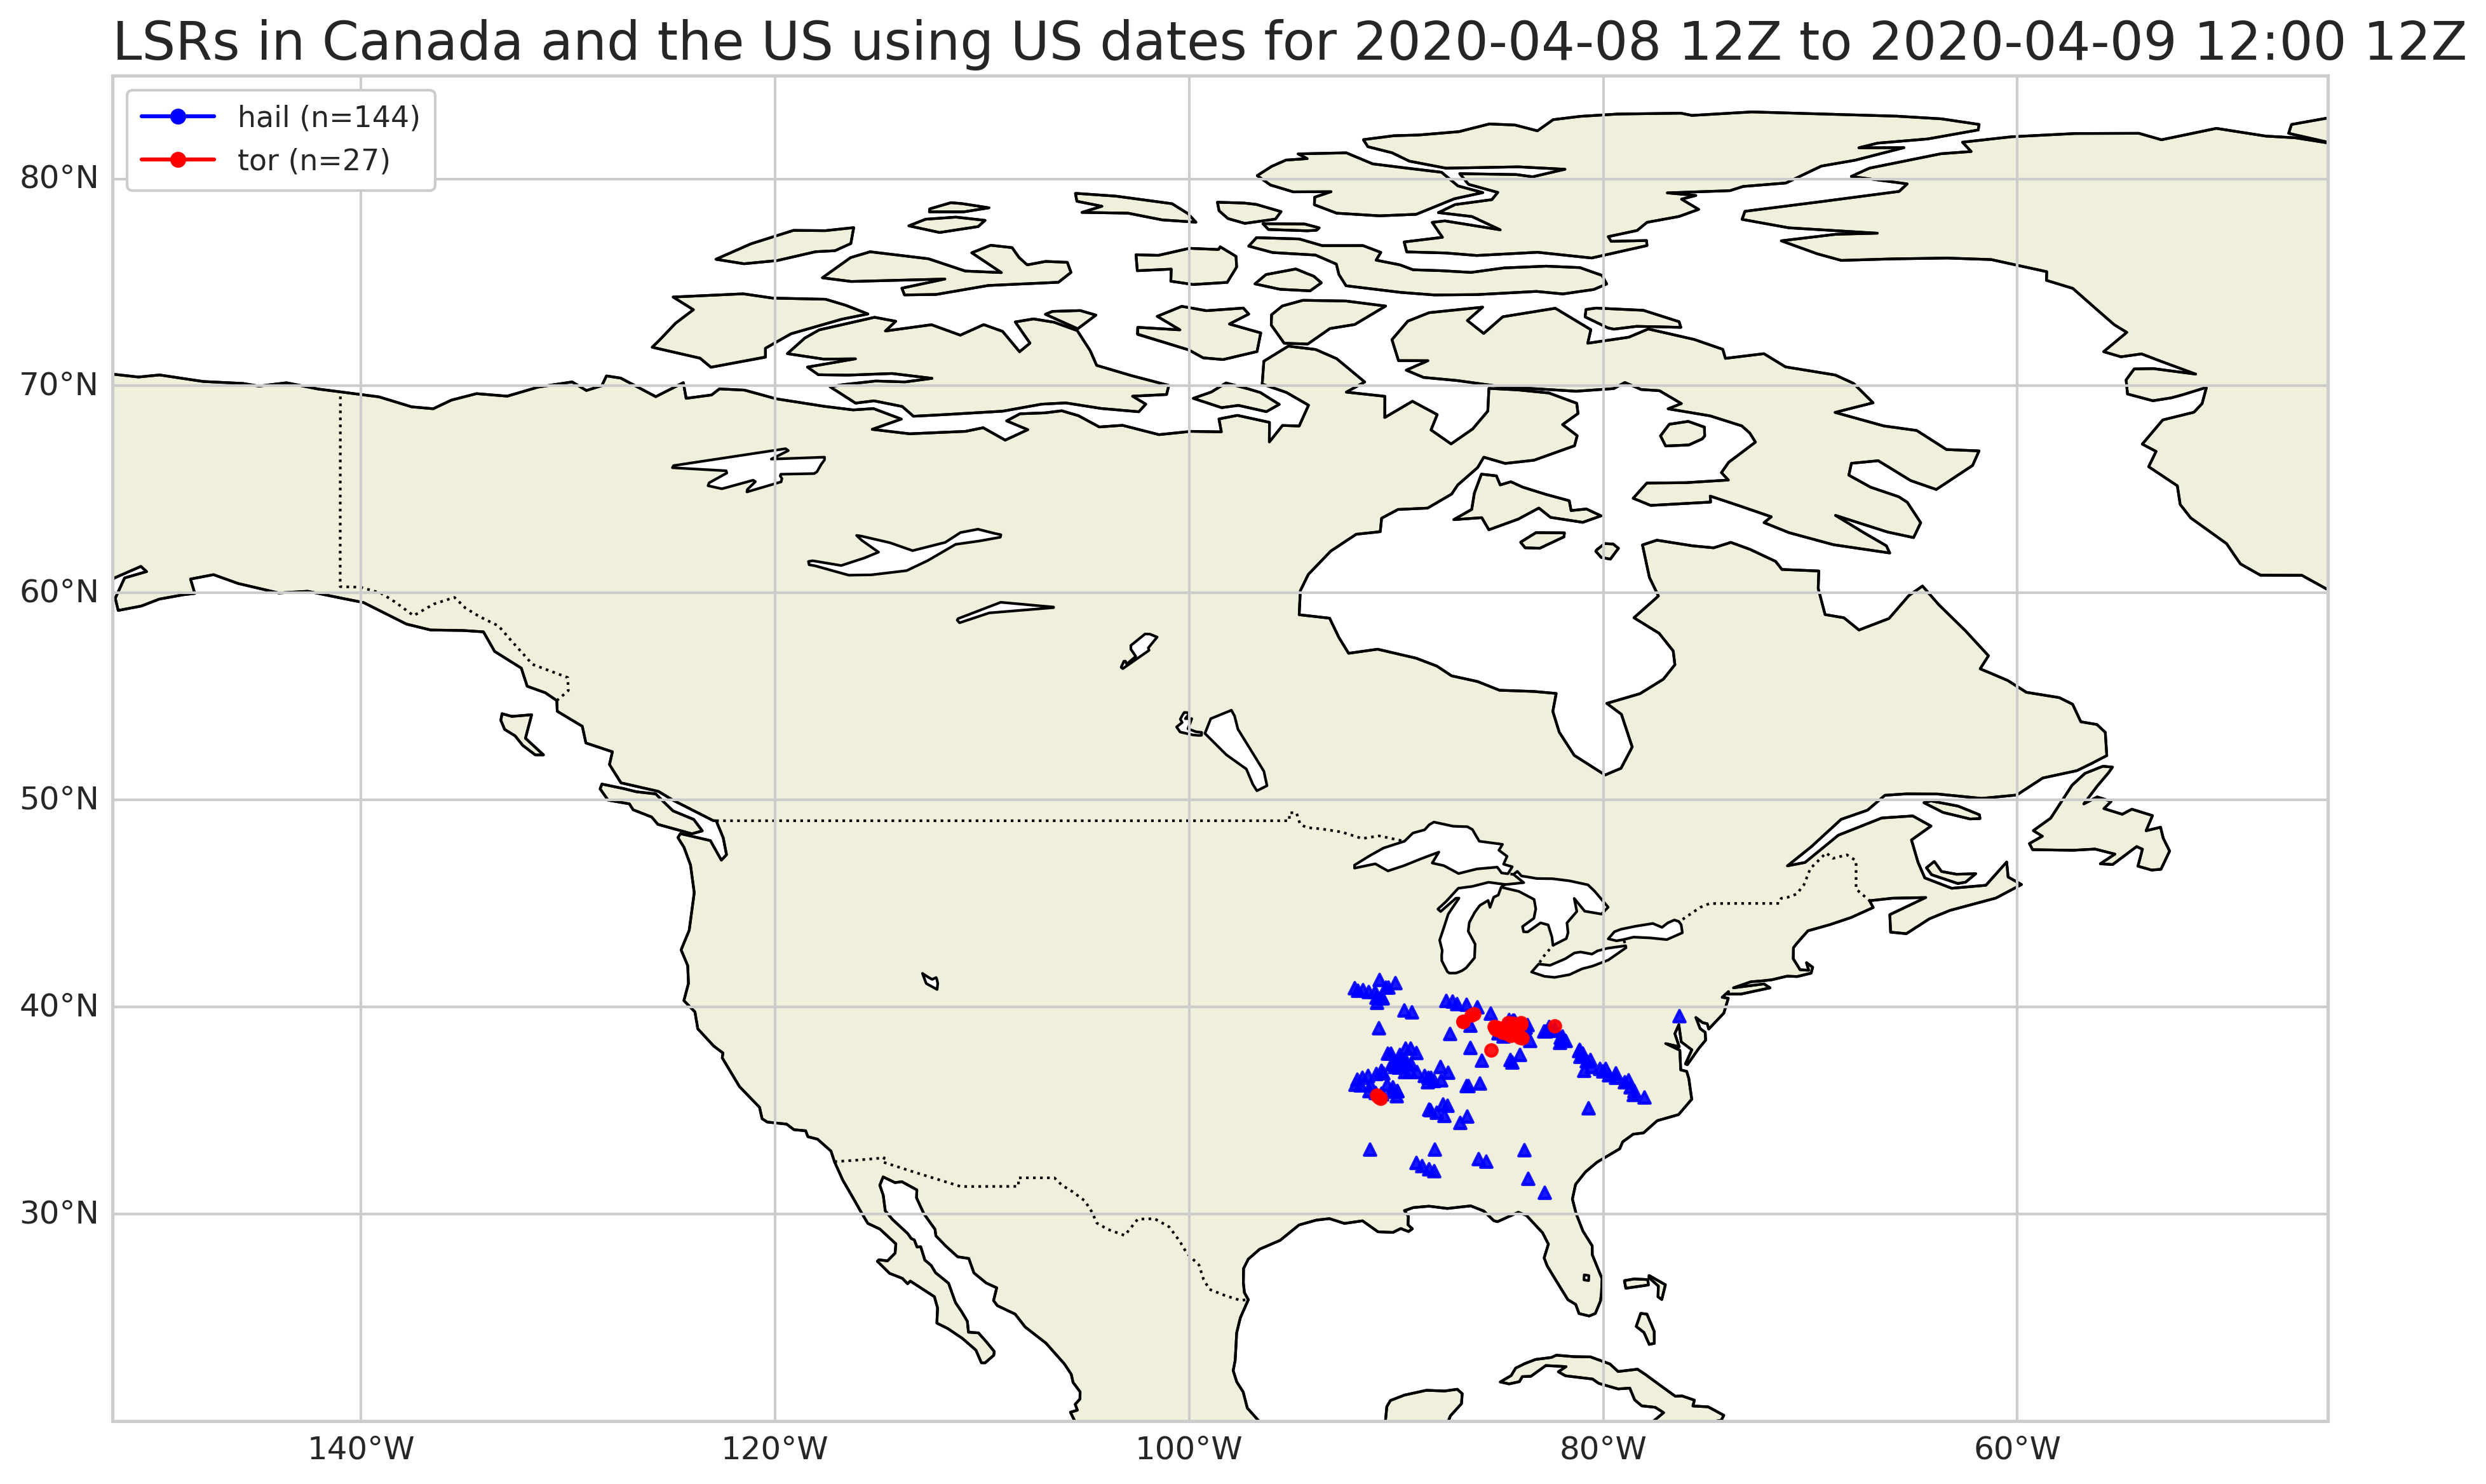 LSRs in Canada and the US using US dates for 2020-04-08 12Z to 2020-04-09 12:00 12Z
hail (n=144)
tor (n=27)
80°N
70°N
60°N
50°N
40°N
30°N
140°W
120°W
100°W
80°W
60°W